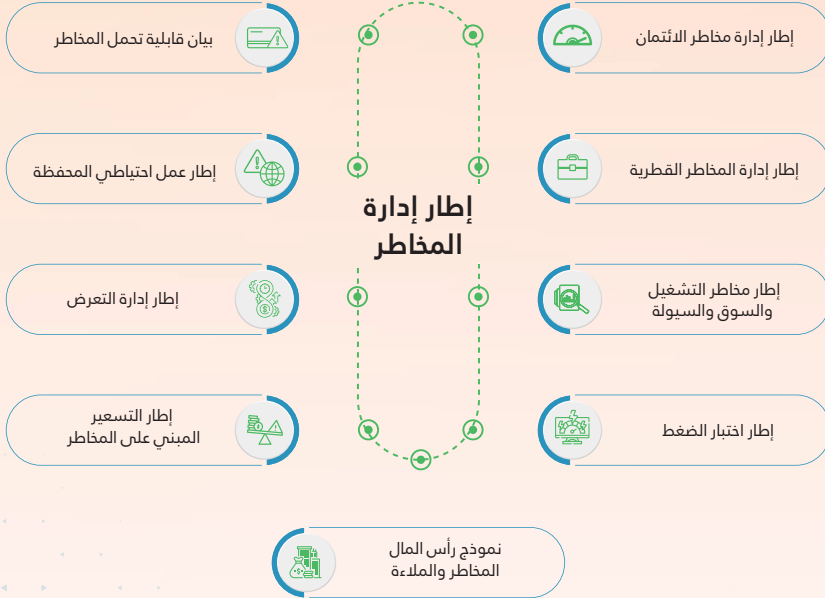 إطار إدارة مخاطر الائتمان
بيان قابلية تحمل المخاطر
إطار إدارة المخاطر القطرية
إطار عمل احتياطي المحفظة
إطار إدارة
المخاطر
إطار مخاطر التشغيل
والسوق والسيولة
إطار إدارة التعرض
إطار اختبار الضغط
إطار التسعير
المبني على المخاطر
نموذج رأس المال
المخاطر والملاءة